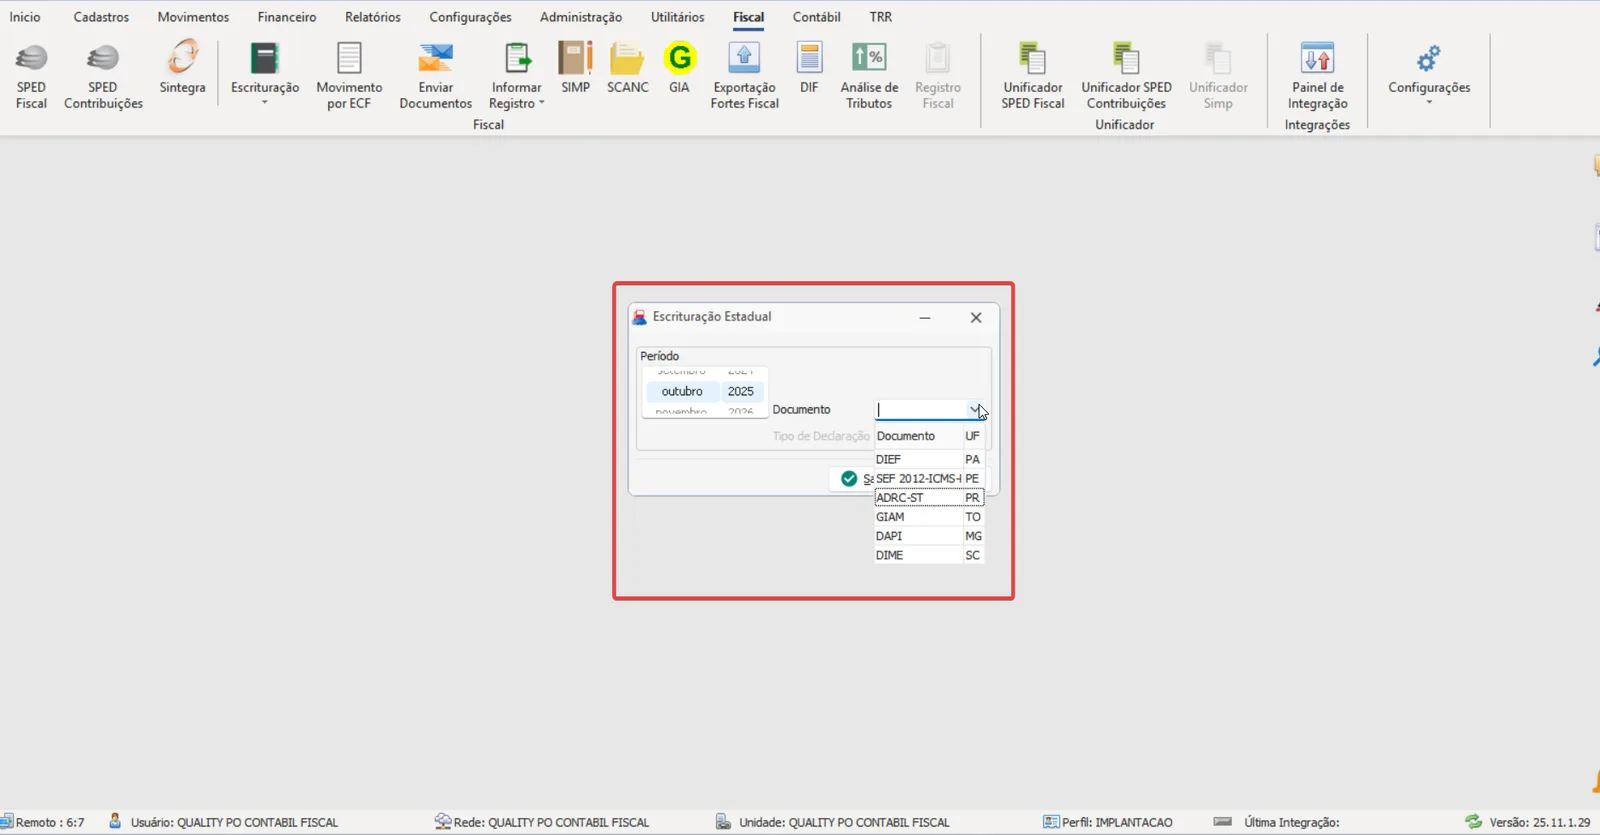 Inicio Cadastros Movimentos Financeiro Relatórios Configurações Administração Utilitários Fiscal Contábil TRR
SPED Fiscal
SPED Contribuições
Sintegra
Escrituração
Movimento por ECF
Enviar Documentos
Informar Registro
SIMP
SCANC
G
GIA
Exportação Fortes Fiscal
DIF
%
Análise de Tributos
Registro Fiscal
Unificador SPED Fiscal
Unificador SPED Contribuições
Unificador Simp
Painel de Integração
Configurações
Fiscal Unificador Integrações
Escrituração Estadual
Período
setembro 2024
outubro 2025
novembro 2026
Documento
Tipo de Declaração
Documento UF
DIEF PA
SEF 2012-ICMS-I PE
ADRC-ST PR
GIAM TO
DAPI MG
DIME SC
Remoto : 6:7 Usuário: QUALITY PO CONTABIL FISCAL Rede: QUALITY PO CONTABIL FISCAL Unidade: QUALITY PO CONTABIL FISCAL Perfil: IMPLANTACAO Última Integração: Versão: 25.11.1.29